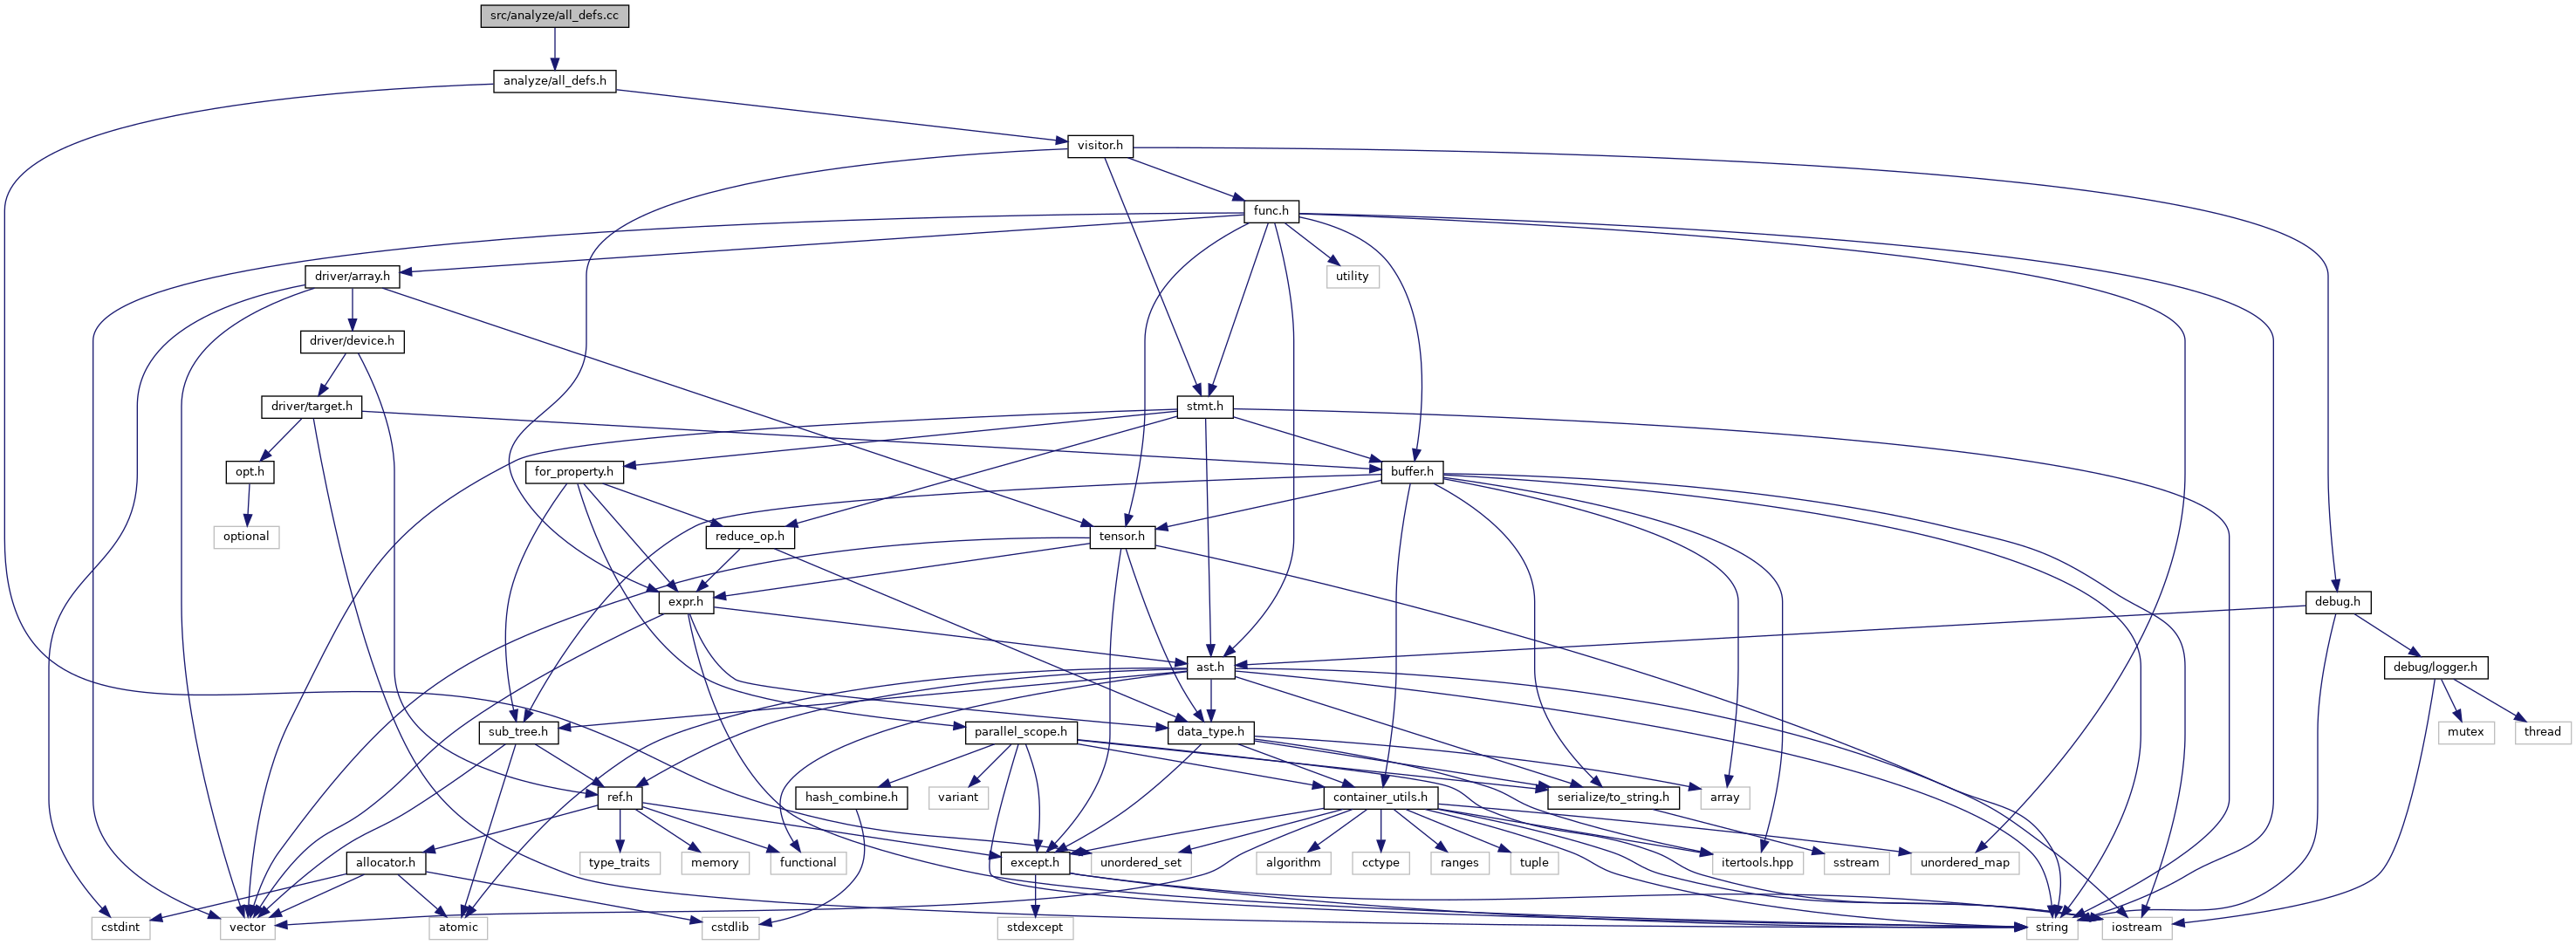 src/analyze/all_defs.cc
analyze/all_defs.h
visitor.h
func.h
driver/array.h
utility
driver/device.h
driver/target.h
stmt.h
opt.h
for_property.h
buffer.h
optional
reduce_op.h
tensor.h
expr.h
debug.h
ast.h
debug/logger.h
sub_tree.h
parallel_scope.h
data_type.h
mutex
thread
ref.h
hash_combine.h
variant
container_utils.h
serialize/to_string.h
array
allocator.h
type_traits
memory
functional
except.h
unordered_set
algorithm
cctype
ranges
tuple
itertools.hpp
sstream
unordered_map
cstdint
vector
atomic
cstdlib
stdexcept
string
iostream